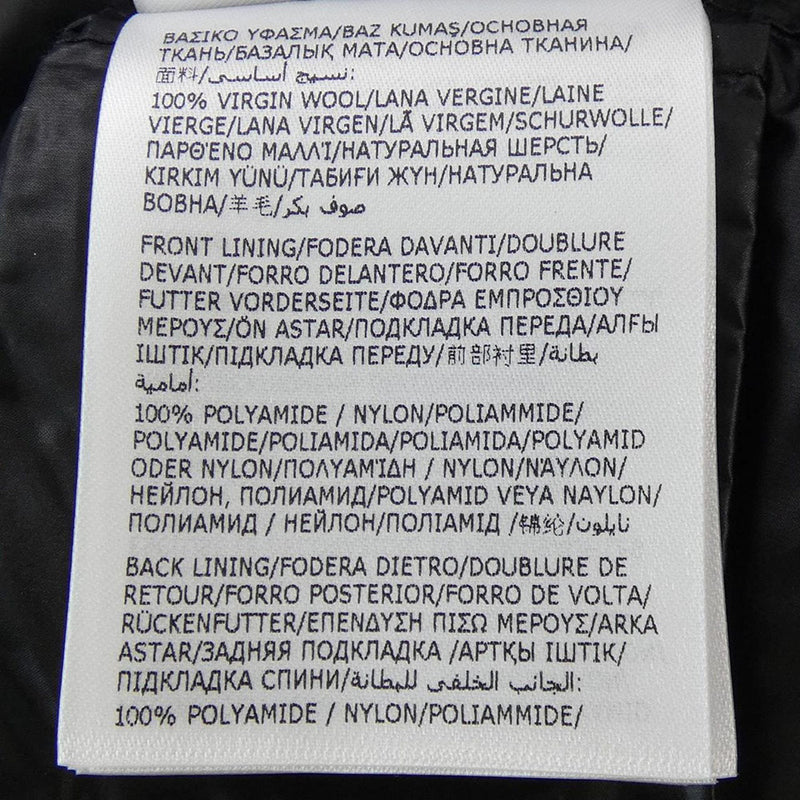 ΒΑΣΙΚΟ ΥΦΑΣΜΑ/BAZ KUMAŞ/ОСНОВНАЯ
ТКАНЬ/БАЗАЛЫҚ МАТА/ОСНОВНА ТКАНИНА/
面料/نسيج أساسي:
100% VIRGIN WOOL/LANA VERGINE/LAINE
VIERGE/LANA VIRGEN/LÃ VIRGEM/SCHURWOLLE/
ΠΑΡΘΈΝΟ ΜΑΛΛΊ/НАТУРАЛЬНАЯ ШЕРСТЬ/
KIRKIM YÜNÜ/ТАБИҒИ ЖҮН/НАТУРАЛЬНА
ВОВНА/羊毛/صوف بكر
FRONT LINING/FODERA DAVANTI/DOUBLURE
DEVANT/FORRO DELANTERO/FORRO FRENTE/
FUTTER VORDERSEITE/ΦΟΔΡΑ ΕΜΠΡΟΣΘΙΟΥ
ΜΕΡΟΥΣ/ÖN ASTAR/ПОДКЛАДКА ПЕРЕДА/АЛҒЫ
ІШТІК/ПІДКЛАДКА ПЕРЕДУ/前部衬里/بطانة
أمامية:
100% POLYAMIDE / NYLON/POLIAMMIDE/
POLYAMIDE/POLIAMIDA/POLIAMIDA/POLYAMID
ODER NYLON/ΠΟΛΥΑΜΊΔΗ / NYLON/ΝΆΥΛΟΝ/
НЕЙЛОН, ПОЛИАМИД/POLYAMID VEYA NAYLON/
ПОЛИАМИД / НЕЙЛОН/ПОЛІАМІД /锦纶/نايلون
BACK LINING/FODERA DIETRO/DOUBLURE DE
RETOUR/FORRO POSTERIOR/FORRO DE VOLTA/
RÜCKENFUTTER/ΕΠΕΝΔΥΣΗ ΠΙΣΩ ΜΕΡΟΥΣ/ARKA
ASTAR/ЗАДНЯЯ ПОДКЛАДКА /АРТҚЫ ІШТІК/
ПІДКЛАДКА СПИНИ/الجانب الخلفي للبطانة:
100% POLYAMIDE / NYLON/POLIAMMIDE/